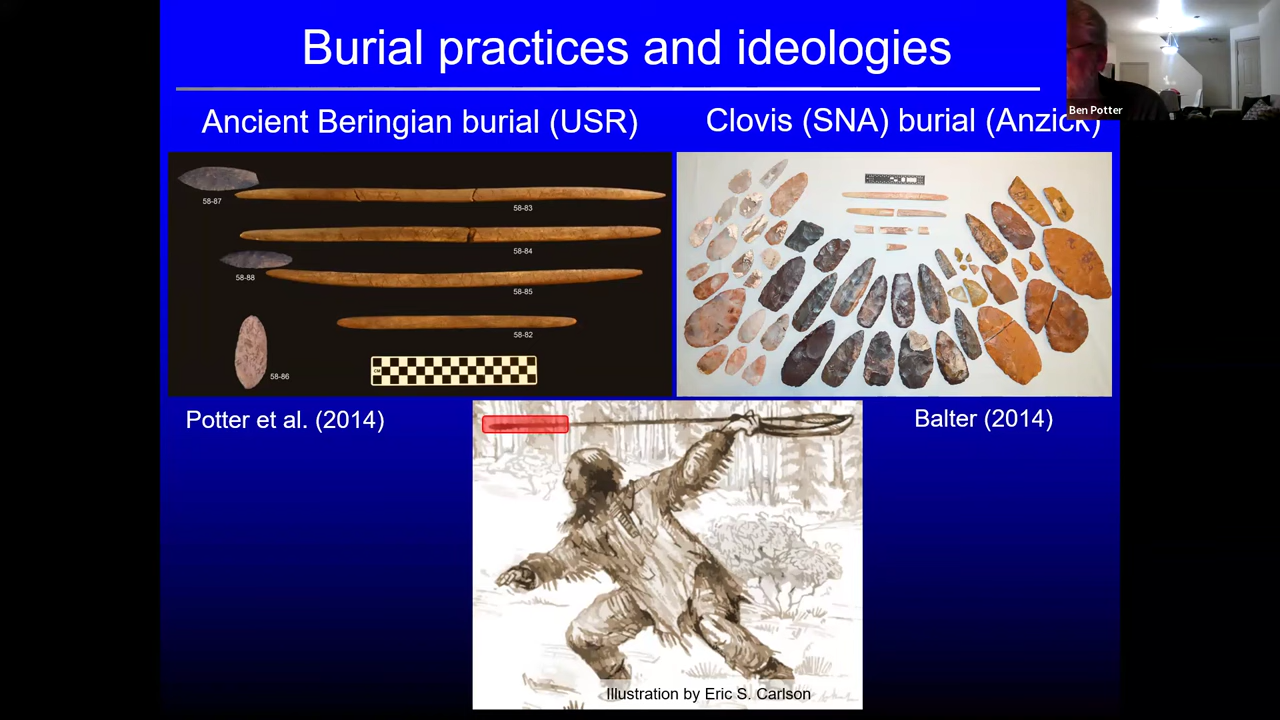 Burial practices and ideologies
Ben Potter
Ancient Beringian burial (USR)
Clovis (SNA) burial (Anzick)
58-87
58-83
58-84
58-88
58-85
58-82
58-86
CM
Potter et al. (2014)
Balter (2014)
Illustration by Eric S. Carlson